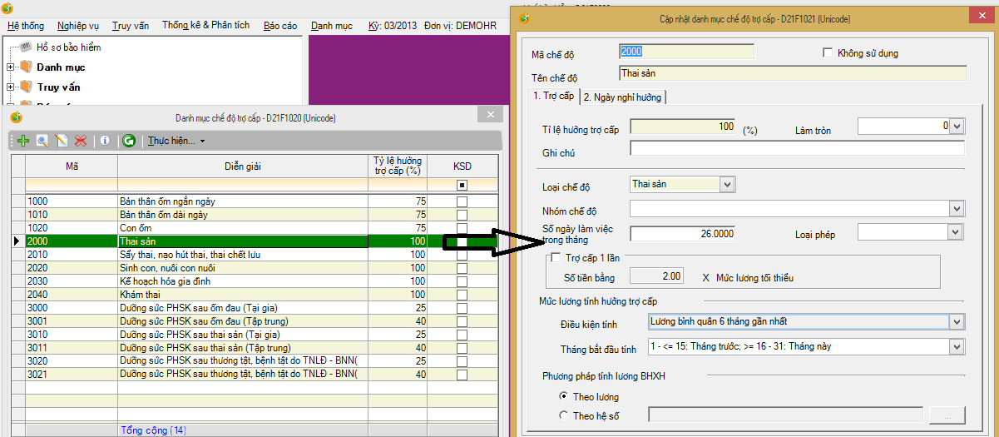 Hệ thống Nghiệp vụ Truy vấn Thống kê & Phân tích Báo cáo Danh mục Kỳ: 03/2013 Đơn vị: DEMOHR
Hồ sơ bảo hiểm
Danh mục
Truy vấn
Danh mục chế độ trợ cấp - D21F1020 (Unicode)
Thực hiện...
Mã Diễn giải Tỷ lệ hưởng trợ cấp (%) KSD
1000 Bản thân ốm ngắn ngày 75
1010 Bản thân ốm dài ngày 75
1020 Con ốm 75
2000 Thai sản 100
2010 Sẩy thai, nạo hút thai, thai chết lưu 100
2020 Sinh con, nuôi con nuôi 100
2030 Kế hoạch hóa gia đình 100
2040 Khám thai 100
3000 Dưỡng sức PHSK sau ốm đau (Tại gia) 25
3001 Dưỡng sức PHSK sau ốm đau (Tập trung) 40
3010 Dưỡng sức PHSK sau thai sản (Tại gia) 25
3011 Dưỡng sức PHSK sau thai sản (Tập trung) 40
3020 Dưỡng sức PHSK sau thương tật, bệnh tật do TNLĐ - BNN( 25
3021 Dưỡng sức PHSK sau thương tật, bệnh tật do TNLĐ - BNN( 40
Tổng cộng (14)
Cập nhật danh mục chế độ trợ cấp - D21F1021 (Unicode)
Mã chế độ 2000 Không sử dụng
Tên chế độ Thai sản
1. Trợ cấp 2. Ngày nghỉ hưởng
Tỉ lệ hưởng trợ cấp 100 (%) Làm tròn 0
Ghi chú
Loại chế độ Thai sản
Nhóm chế độ
Số ngày làm việc trong tháng 26.0000 Loại phép
Trợ cấp 1 lần
Số tiền bằng 2.00 X Mức lương tối thiểu
Mức lương tính hưởng trợ cấp
Điều kiện tính Lương bình quân 6 tháng gần nhất
Tháng bắt đầu tính 1 - <= 15: Tháng trước; >= 16 - 31: Tháng này
Phương pháp tính lương BHXH
Theo lương
Theo hệ số ...